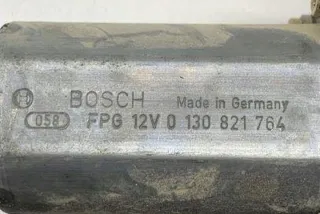 BOSCH Made in Germany
058 FPG 12V 0 130 821 764